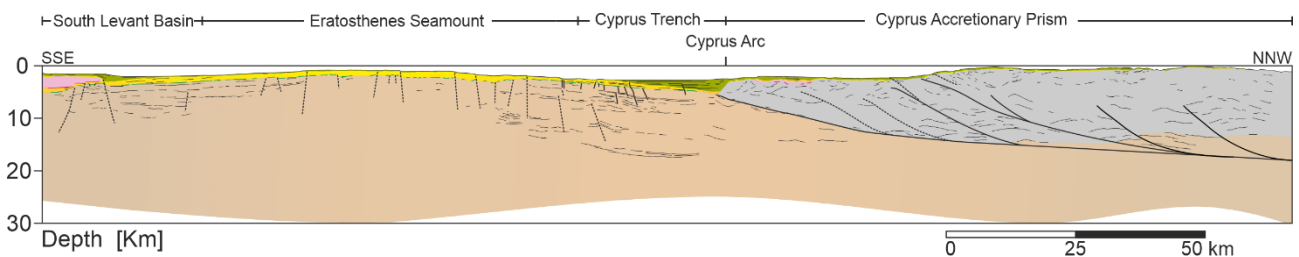 South Levant Basin Eratosthenes Seamount Cyprus Trench Cyprus Accretionary Prism
Cyprus Arc
SSE NNW
0
10
20
30
Depth [Km]
0 25 50 km